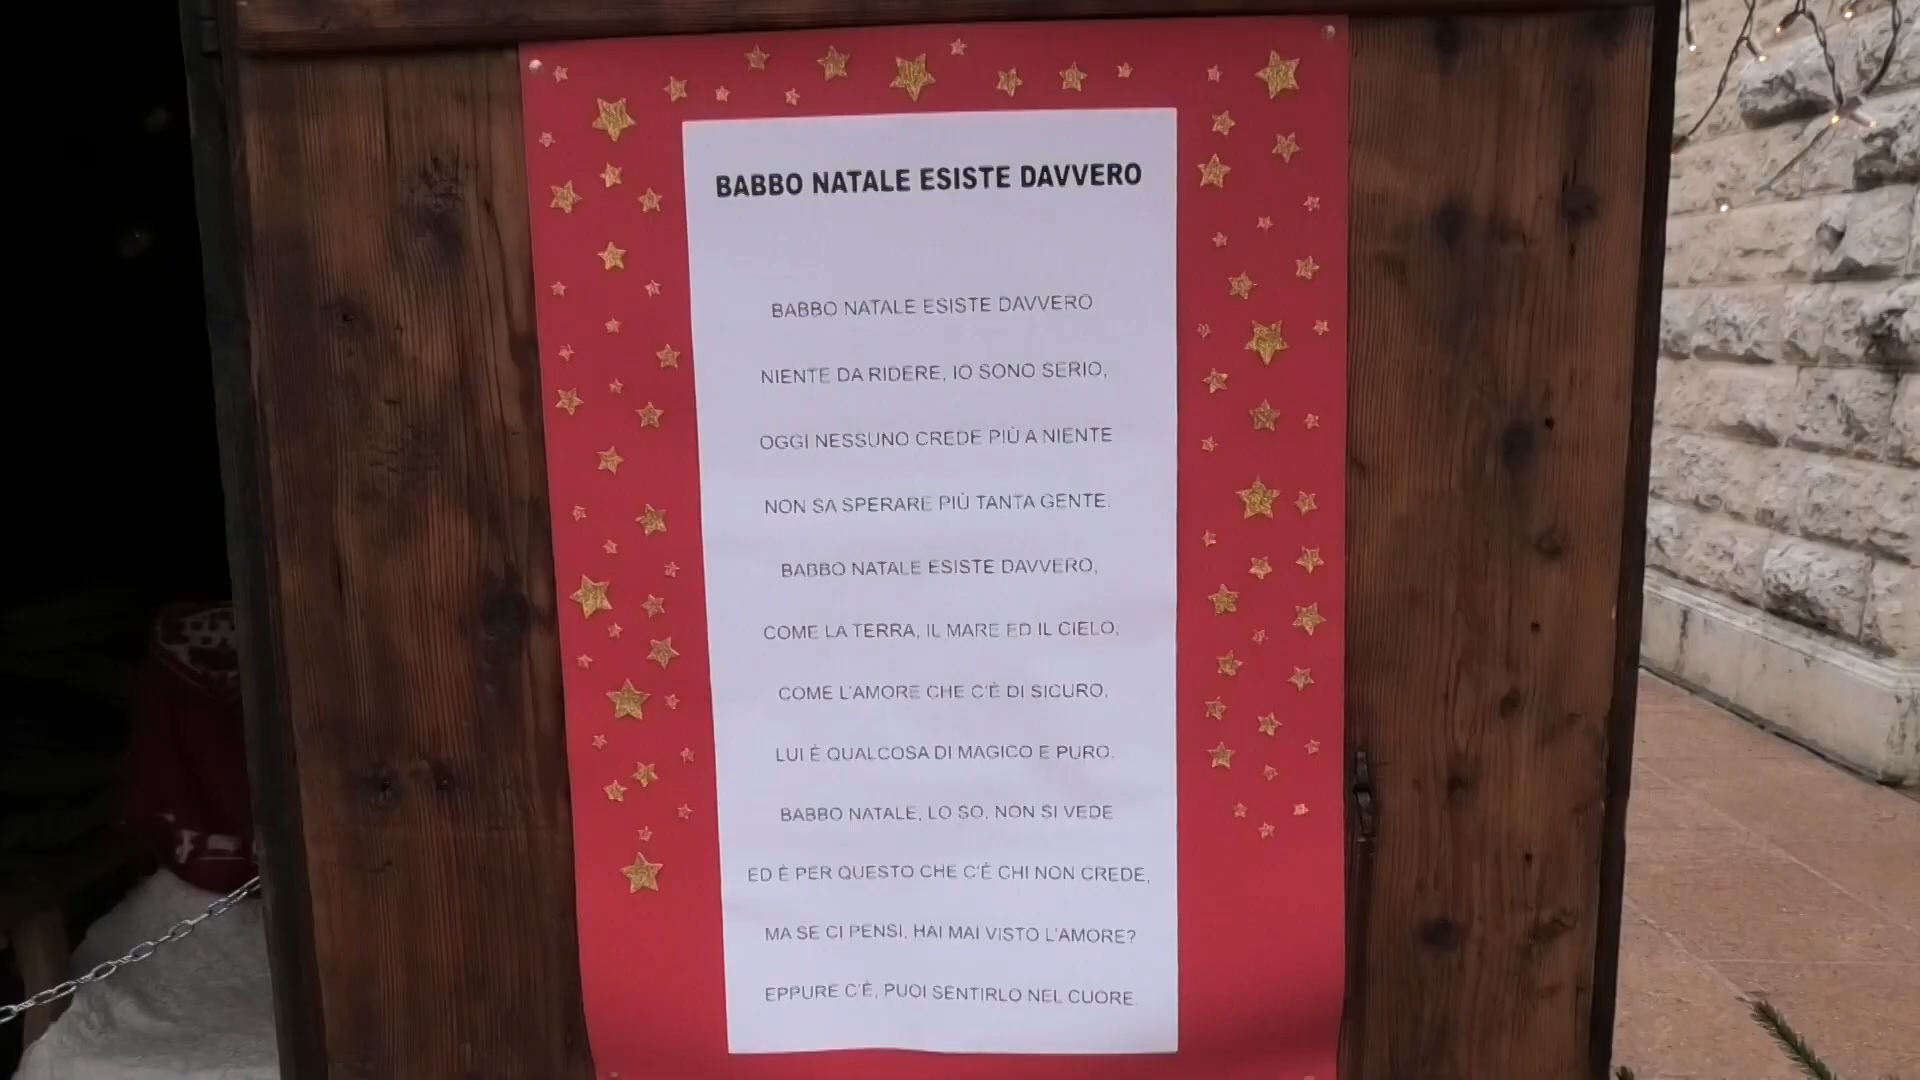 BABBO NATALE ESISTE DAVVERO
BABBO NATALE ESISTE DAVVERO
NIENTE DA RIDERE, IO SONO SERIO,
OGGI NESSUNO CREDE PIÙ A NIENTE
NON SA SPERARE PIÙ TANTA GENTE.
BABBO NATALE ESISTE DAVVERO,
COME LA TERRA, IL MARE ED IL CIELO,
COME L'AMORE CHE C'È DI SICURO,
LUI È QUALCOSA DI MAGICO E PURO.
BABBO NATALE, LO SO, NON SI VEDE
ED È PER QUESTO CHE C'È CHI NON CREDE,
MA SE CI PENSI, HAI MAI VISTO L'AMORE?
EPPURE C'È, PUOI SENTIRLO NEL CUORE.